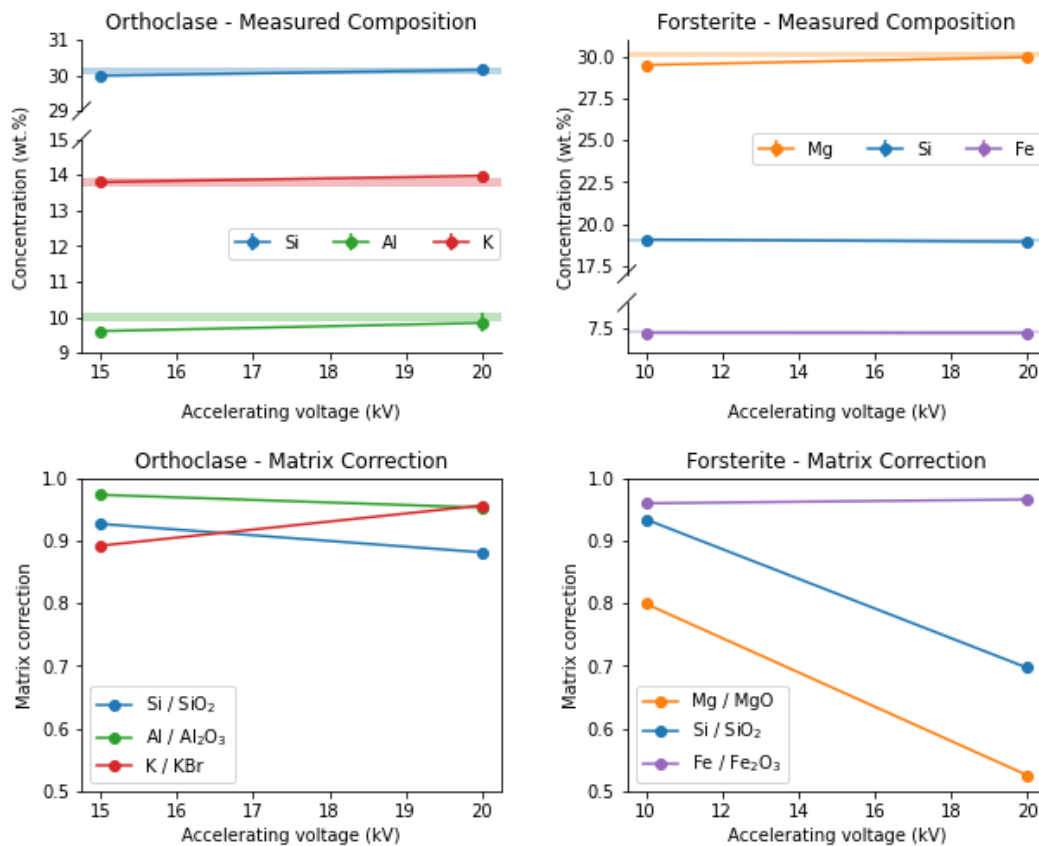 Orthoclase - Measured Composition
Concentration (wt.%)
31
30
29
15
14
13
12
11
10
9
Si Al K
15 16 17 18 19 20
Accelerating voltage (kV)
Forsterite - Measured Composition
Concentration (wt.%)
30.0
27.5
25.0
22.5
20.0
17.5
7.5
Mg Si Fe
10 12 14 16 18 20
Accelerating voltage (kV)
Orthoclase - Matrix Correction
Matrix correction
1.0
0.9
0.8
0.7
0.6
0.5
Si / SiO₂
Al / Al₂O₃
K / KBr
15 16 17 18 19 20
Accelerating voltage (kV)
Forsterite - Matrix Correction
Matrix correction
1.0
0.9
0.8
0.7
0.6
0.5
Mg / MgO
Si / SiO₂
Fe / Fe₂O₃
10 12 14 16 18 20
Accelerating voltage (kV)